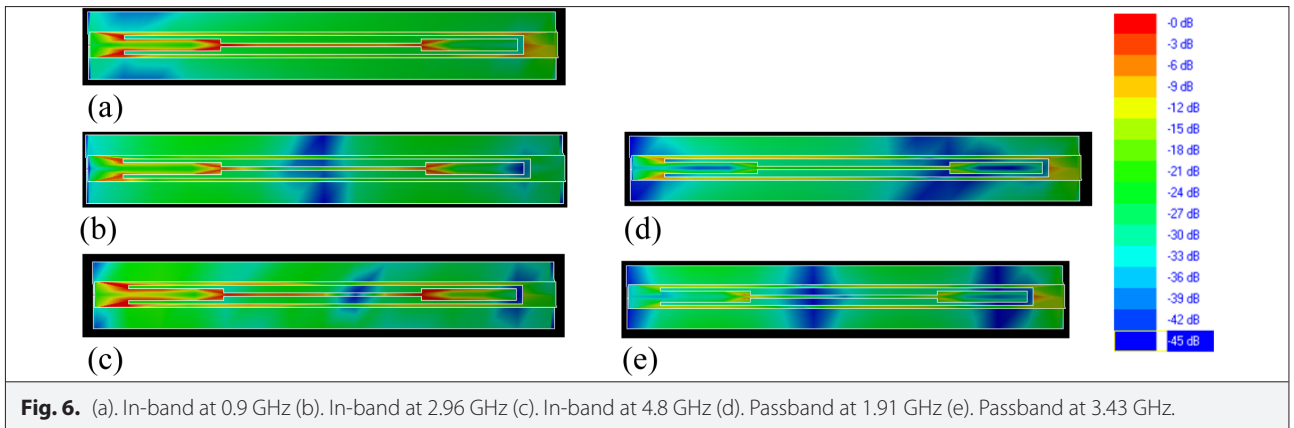 -0 dB
-3 dB
-6 dB
-9 dB
-12 dB
-15 dB
-18 dB
-21 dB
-24 dB
-27 dB
-30 dB
-33 dB
-36 dB
-39 dB
-42 dB
-45 dB
(a)
(b)
(d)
(c)
(e)
Fig. 6. (a). In-band at 0.9 GHz (b). In-band at 2.96 GHz (c). In-band at 4.8 GHz (d). Passband at 1.91 GHz (e). Passband at 3.43 GHz.